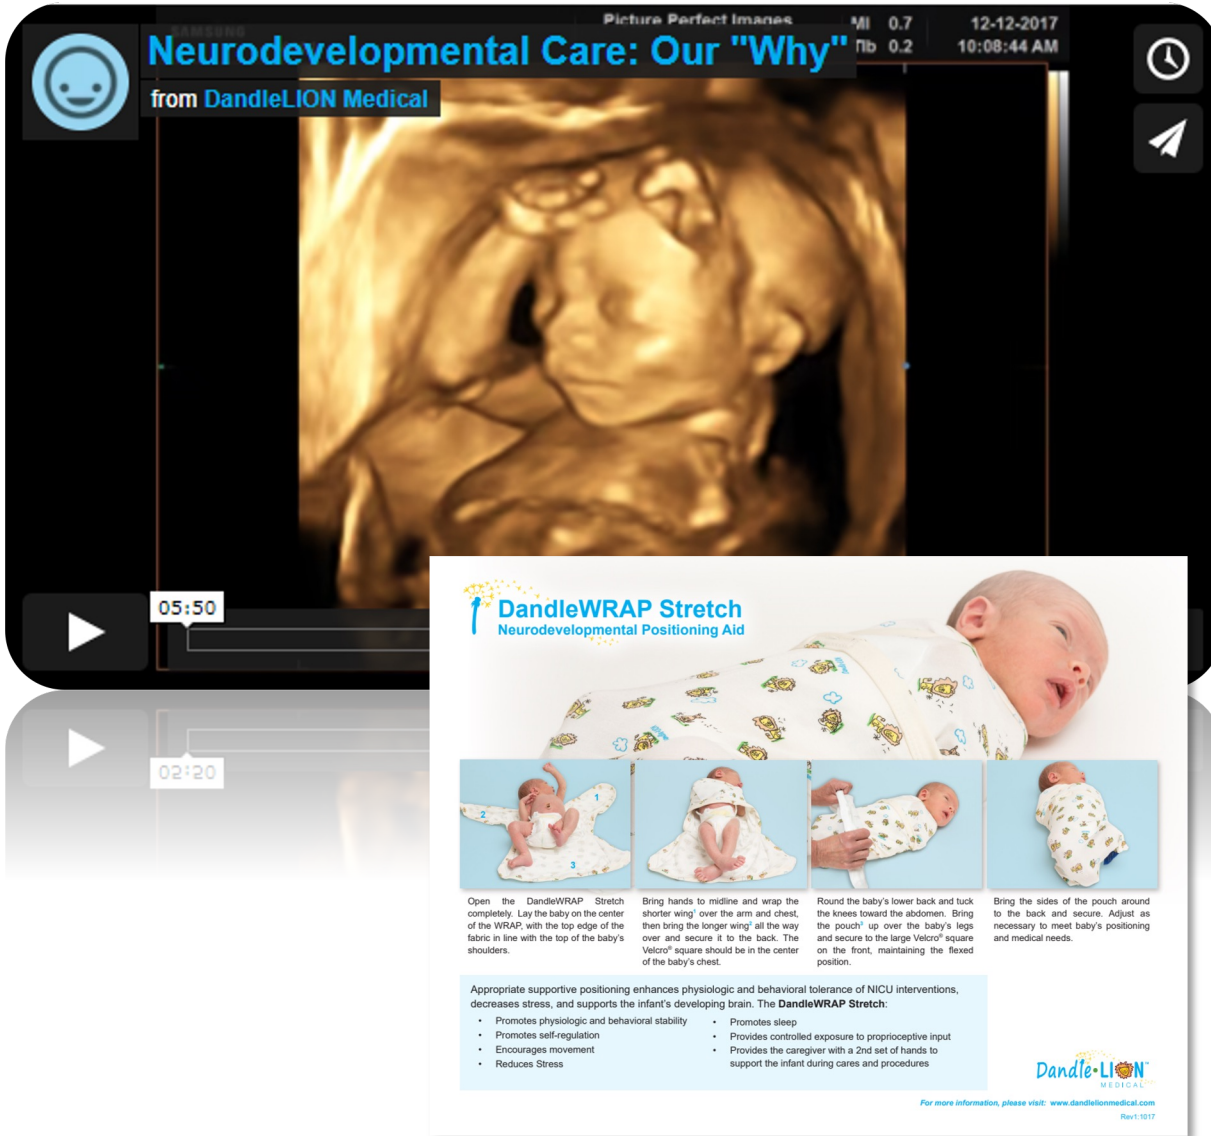 SAMSUNG
Picture Perfect Images
MI 0.7
12-12-2017
TIb 0.2
10:08:44 AM
Neurodevelopmental Care: Our "Why"
from DandleLION Medical
05:50
02:20
DandleWRAP Stretch
Neurodevelopmental Positioning Aid
1
2
3
Open the DandleWRAP Stretch
completely. Lay the baby on the center
of the WRAP, with the top edge of the
fabric in line with the top of the baby's
shoulders.
Bring hands to midline and wrap the
shorter wing¹ over the arm and chest,
then bring the longer wing² all the way
over and secure it to the back. The
Velcro® square should be in the center
of the baby's chest.
Round the baby's lower back and tuck
the knees toward the abdomen. Bring
the pouch³ up over the baby's legs
and secure to the large Velcro® square
on the front, maintaining the flexed
position.
Bring the sides of the pouch around
to the back and secure. Adjust as
necessary to meet baby's positioning
and medical needs.
Appropriate supportive positioning enhances physiologic and behavioral tolerance of NICU interventions,
decreases stress, and supports the infant's developing brain. The DandleWRAP Stretch:
• Promotes physiologic and behavioral stability
• Promotes self-regulation
• Encourages movement
• Reduces Stress
• Promotes sleep
• Provides controlled exposure to proprioceptive input
• Provides the caregiver with a 2nd set of hands to
support the infant during cares and procedures
Dandle•LION™
MEDICAL
For more information, please visit: www.dandlelionmedical.com
Rev1:1017